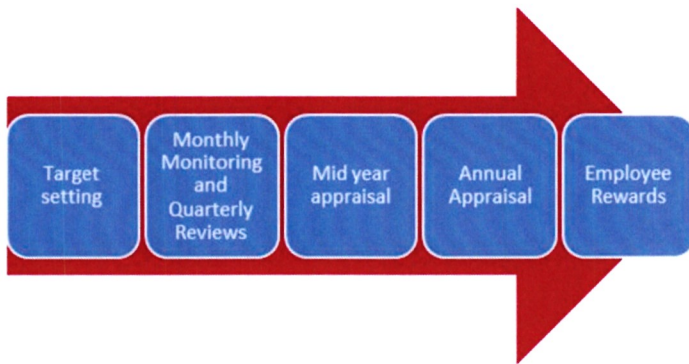 Target
setting
Monthly
Monitoring
and
Quarterly
Reviews
Mid year
appraisal
Annual
Appraisal
Employee
Rewards